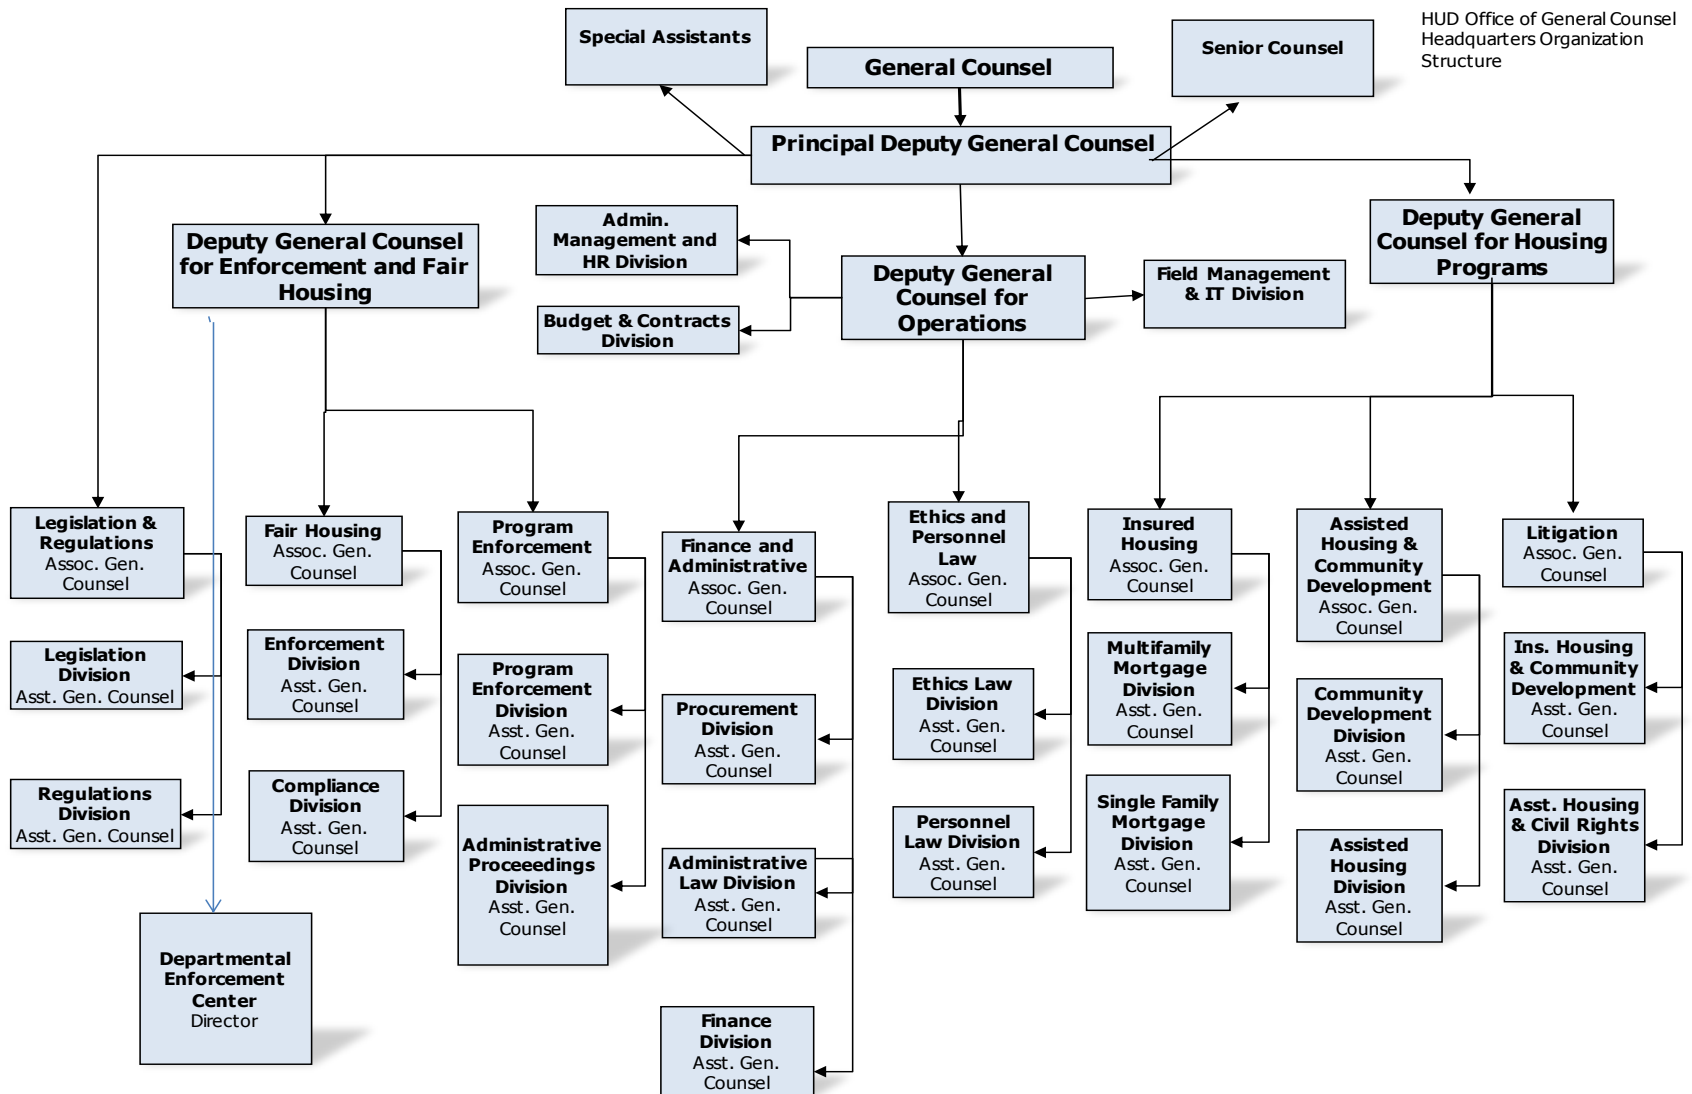 HUD Office of General Counsel
Headquarters Organization
Structure
Special Assistants
General Counsel
Senior Counsel
Principal Deputy General Counsel
Deputy General Counsel
for Enforcement and Fair
Housing
Admin.
Management and
HR Division
Budget & Contracts
Division
Deputy General
Counsel for
Operations
Field Management
& IT Division
Deputy General
Counsel for Housing
Programs
Legislation &
Regulations
Assoc. Gen.
Counsel
Legislation
Division
Asst. Gen. Counsel
Regulations
Division
Asst. Gen. Counsel
Departmental
Enforcement
Center
Director
Fair Housing
Assoc. Gen.
Counsel
Enforcement
Division
Asst. Gen.
Counsel
Compliance
Division
Asst. Gen.
Counsel
Program
Enforcement
Assoc. Gen.
Counsel
Program
Enforcement
Division
Asst. Gen.
Counsel
Administrative
Proceeedings
Division
Asst. Gen.
Counsel
Finance and
Administrative
Assoc. Gen.
Counsel
Procurement
Division
Asst. Gen.
Counsel
Administrative
Law Division
Asst. Gen.
Counsel
Finance
Division
Asst. Gen.
Counsel
Ethics and
Personnel
Law
Assoc. Gen.
Counsel
Ethics Law
Division
Asst. Gen.
Counsel
Personnel
Law Division
Asst. Gen.
Counsel
Insured
Housing
Assoc. Gen.
Counsel
Multifamily
Mortgage
Division
Asst. Gen.
Counsel
Single Family
Mortgage
Division
Asst. Gen.
Counsel
Assisted
Housing &
Community
Development
Assoc. Gen.
Counsel
Community
Development
Division
Asst. Gen.
Counsel
Assisted
Housing
Division
Asst. Gen.
Counsel
Litigation
Assoc. Gen.
Counsel
Ins. Housing
& Community
Development
Asst. Gen.
Counsel
Asst. Housing
& Civil Rights
Division
Asst. Gen.
Counsel